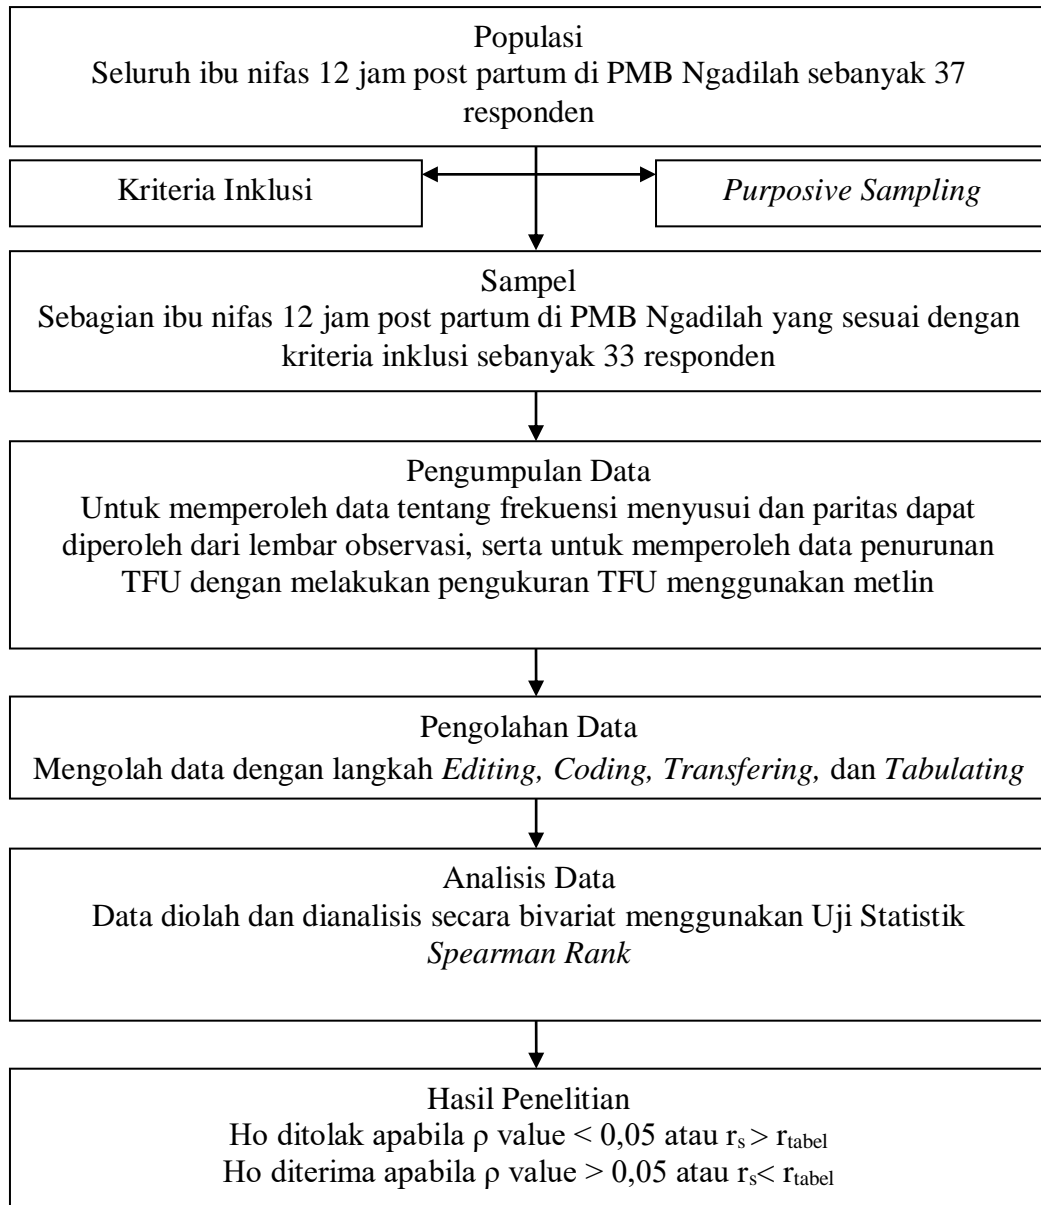 Populasi
Seluruh ibu nifas 12 jam post partum di PMB Ngadilah sebanyak 37
responden
Kriteria Inklusi
Purposive Sampling
Sampel
Sebagian ibu nifas 12 jam post partum di PMB Ngadilah yang sesuai dengan
kriteria inklusi sebanyak 33 responden
Pengumpulan Data
Untuk memperoleh data tentang frekuensi menyusui dan paritas dapat
diperoleh dari lembar observasi, serta untuk memperoleh data penurunan
TFU dengan melakukan pengukuran TFU menggunakan metlin
Pengolahan Data
Mengolah data dengan langkah Editing, Coding, Transfering, dan Tabulating
Analisis Data
Data diolah dan dianalisis secara bivariat menggunakan Uji Statistik
Spearman Rank
Hasil Penelitian
Ho ditolak apabila ρ value < 0,05 atau rs > rtabel
Ho diterima apabila ρ value > 0,05 atau rs< rtabel